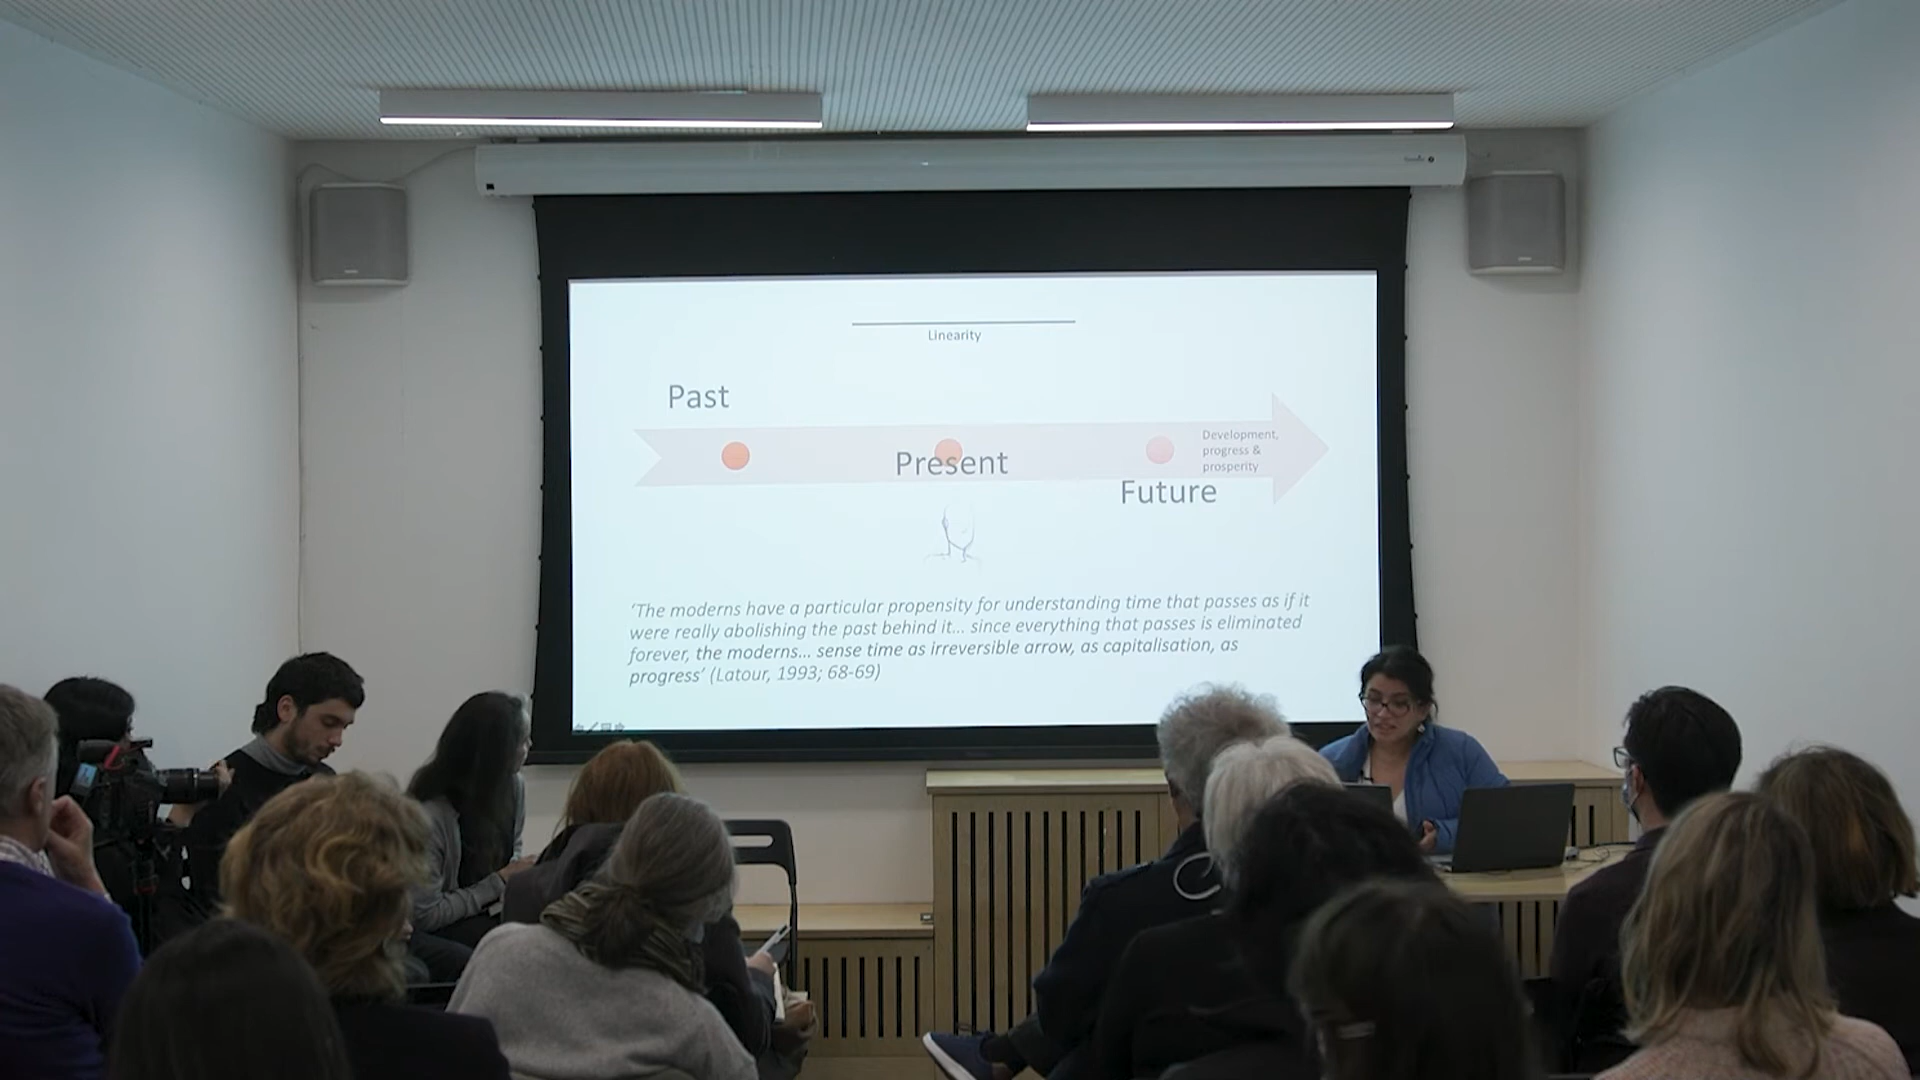 Linearity
Past
Present
Future
Development,
progress &
prosperity
‘The moderns have a particular propensity for understanding time that passes as if it
were really abolishing the past behind it... since everything that passes is eliminated
forever, the moderns... sense time as irreversible arrow, as capitalisation, as
progress’ (Latour, 1993; 68-69)